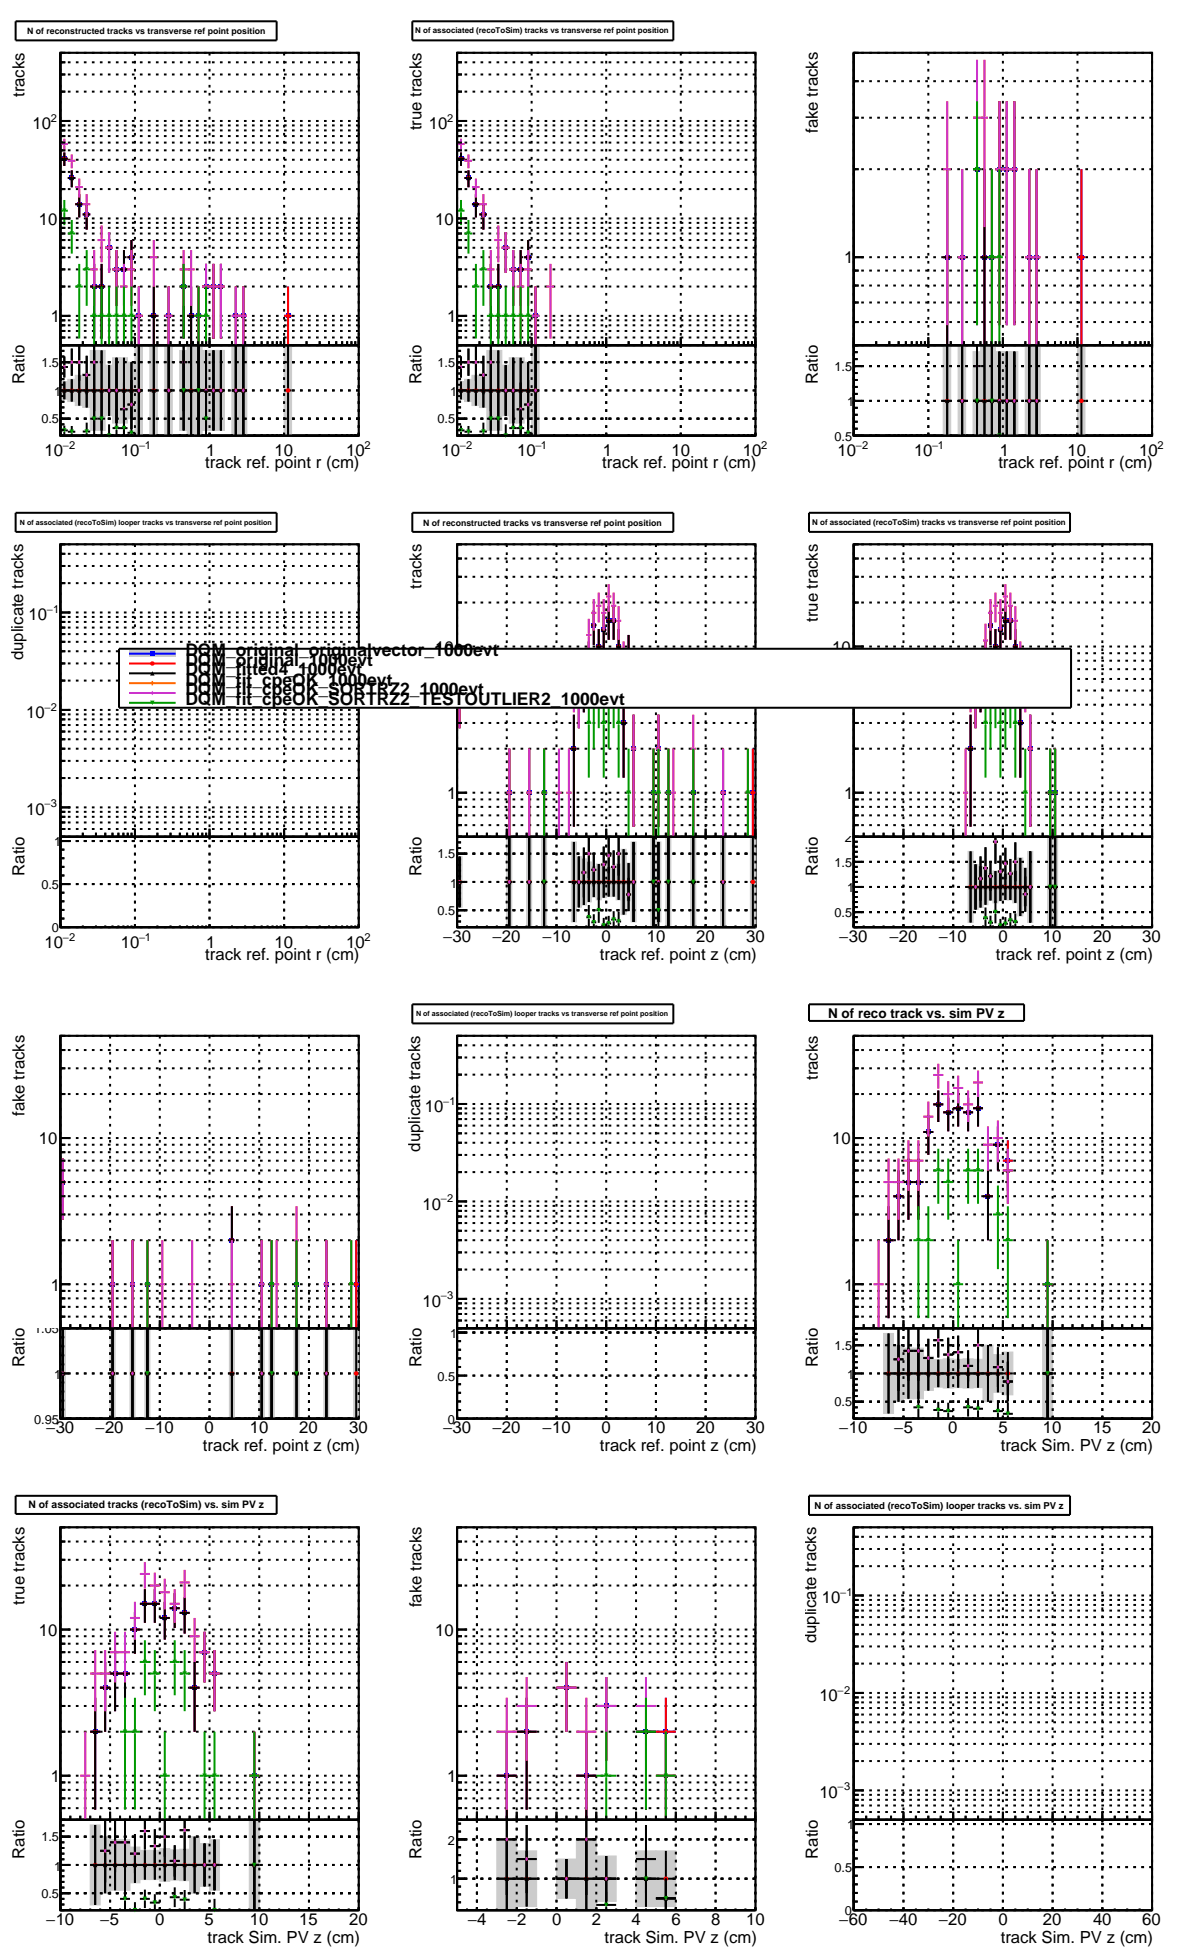 N of reconstructed tracks vs transverse ref point position
tracks
10²
10
1
Ratio
1.5
1
0.5
10⁻² 10⁻¹ 1 10 10²
track ref. point r (cm)
N of associated (recoToSim) tracks vs transverse ref point position
true tracks
10²
10
1
Ratio
1.5
1
0.5
10⁻² 10⁻¹ 1 10 10²
track ref. point r (cm)
fake tracks
1
Ratio
1.5
1
0.5
10⁻² 10⁻¹ 1 10 10²
track ref. point r (cm)
N of associated (recoToSim) looper tracks vs transverse ref point position
duplicate tracks
10⁻¹
10⁻²
10⁻³
Ratio
1
0.5
0
10⁻² 10⁻¹ 1 10 10²
track ref. point r (cm)
DQM_original_originalvector_1000evt
DQM_original_1000evt
DQM_fitted4_1000evt
DQM_fit_cpeOK_1000evt
DQM_fit_cpeOK_SORTRZ2_1000evt
DQM_fit_cpeOK_SORTRZ2_TESTOUTLIER2_1000evt
N of reconstructed tracks vs transverse ref point position
tracks
1
Ratio
1.5
1
0.5
−30 −20 −10 0 10 20 30
track ref. point z (cm)
N of associated (recoToSim) tracks vs transverse ref point position
true tracks
10
1
Ratio
2
1.5
1
0.5
−30 −20 −10 0 10 20 30
track ref. point z (cm)
fake tracks
10
1
Ratio
1.05
1
0.95
−30 −20 −10 0 10 20 30
track ref. point z (cm)
N of associated (recoToSim) looper tracks vs transverse ref point position
duplicate tracks
10⁻¹
10⁻²
10⁻³
Ratio
1
0.5
0
−30 −20 −10 0 10 20 30
track ref. point z (cm)
N of reco track vs. sim PV z
tracks
10
1
Ratio
1.5
1
0.5
−10 −5 0 5 10 15 20
track Sim. PV z (cm)
N of associated tracks (recoToSim) vs. sim PV z
true tracks
10
1
Ratio
1.5
1
0.5
−10 −5 0 5 10 15 20
track Sim. PV z (cm)
fake tracks
10
1
Ratio
2
1
−4 −2 0 2 4 6 8 10
track Sim. PV z (cm)
N of associated (recoToSim) looper tracks vs. sim PV z
duplicate tracks
10⁻¹
10⁻²
10⁻³
Ratio
1
0.5
0
−60 −40 −20 0 20 40 60
track Sim. PV z (cm)